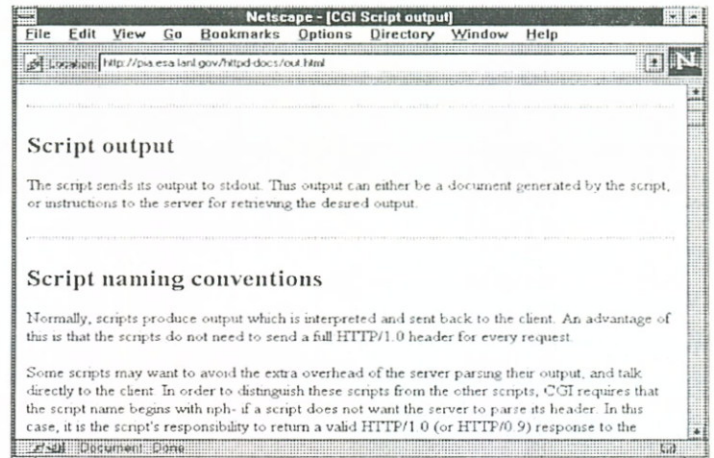 Netscape - [CGI Script output]
File Edit View Go Bookmarks Options Directory Window Help
Location: http://pia.esa.lanl.gov/httpd-docs/out.html
N
Script output
The script sends its output to stdout. This output can either be a document generated by the script,
or instructions to the server for retrieving the desired output.
Script naming conventions
Normally, scripts produce output which is interpreted and sent back to the client. An advantage of
this is that the scripts do not need to send a full HTTP/1.0 header for every request.
Some scripts may want to avoid the extra overhead of the server parsing their output, and talk
directly to the client. In order to distinguish these scripts from the other scripts, CGI requires that
the script name begins with nph- if a script does not want the server to parse its header. In this
case, it is the script's responsibility to return a valid HTTP/1.0 (or HTTP/0.9) response to the
Document: Done